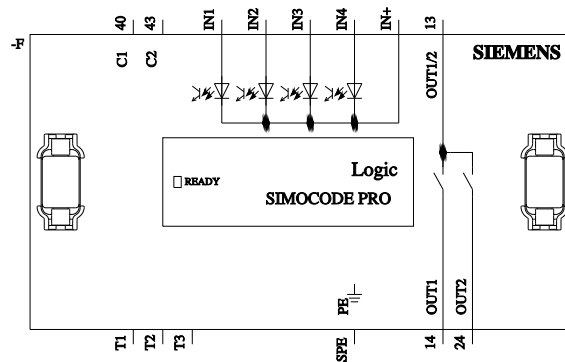 40
43
IN1
IN2
IN3
IN4
IN+
13
-F
C1
C2
OUT1/2
SIEMENS
Logic
READY
SIMOCODE PRO
PE
OUT1
OUT2
T1
T2
T3
SPE
14
24